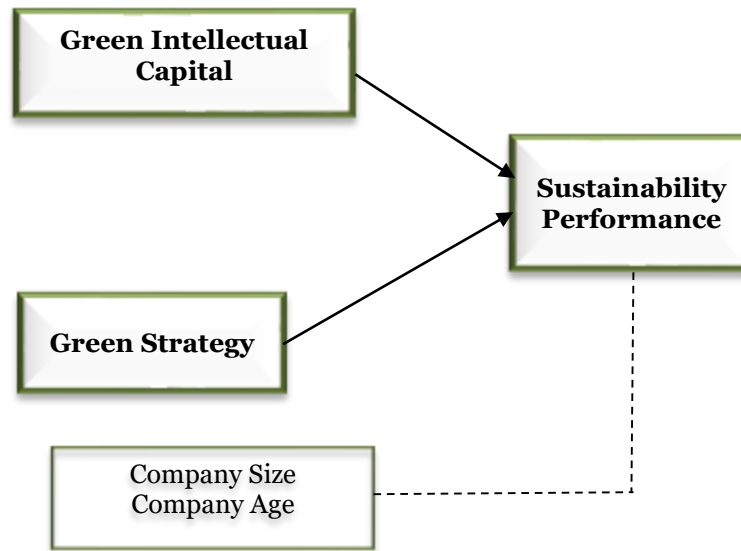 Green Intellectual
Capital
Sustainability
Performance
Green Strategy
Company Size
Company Age